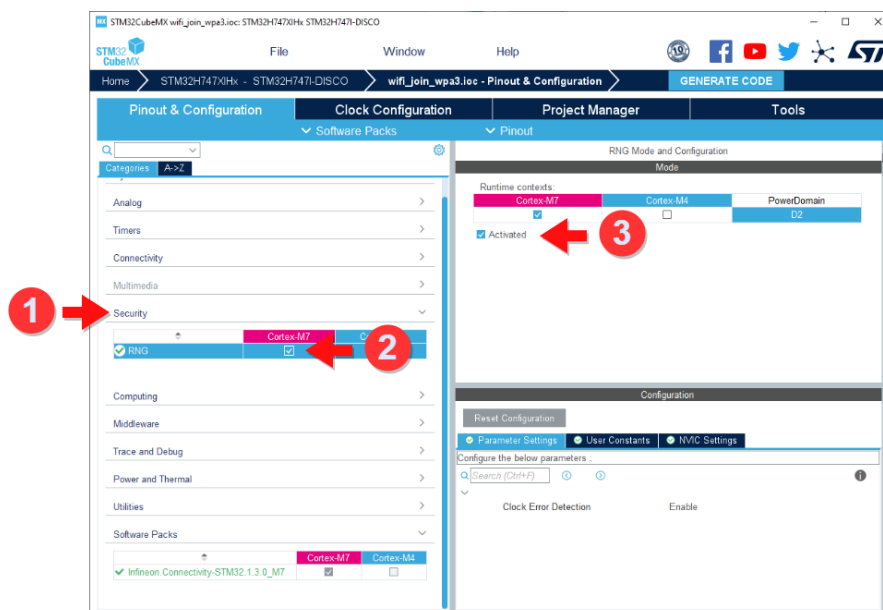 MX STM32CubeMX wifi_join_wpa3.ioc: STM32H747XIHx STM32H747I-DISCO
STM32
CubeMX
File
Window
Help
10
Home
STM32H747XIHx - STM32H747I-DISCO
wifi_join_wpa3.ioc - Pinout & Configuration
GENERATE CODE
Pinout & Configuration
Clock Configuration
Project Manager
Tools
Software Packs
Pinout
Categories
A->Z
RNG Mode and Configuration
Mode
Analog
Timers
Connectivity
Multimedia
1
Security
Cortex-M7
RNG
2
Computing
Middleware
Trace and Debug
Power and Thermal
Utilities
Software Packs
Cortex-M7
Cortex-M4
Infineon.Connectivity-STM32.1.3.0_M7
Runtime contexts:
Cortex-M7
Cortex-M4
PowerDomain
D2
Activated
3
Configuration
Reset Configuration
Parameter Settings
User Constants
NVIC Settings
Configure the below parameters :
Search (Ctrl+F)
Clock Error Detection
Enable